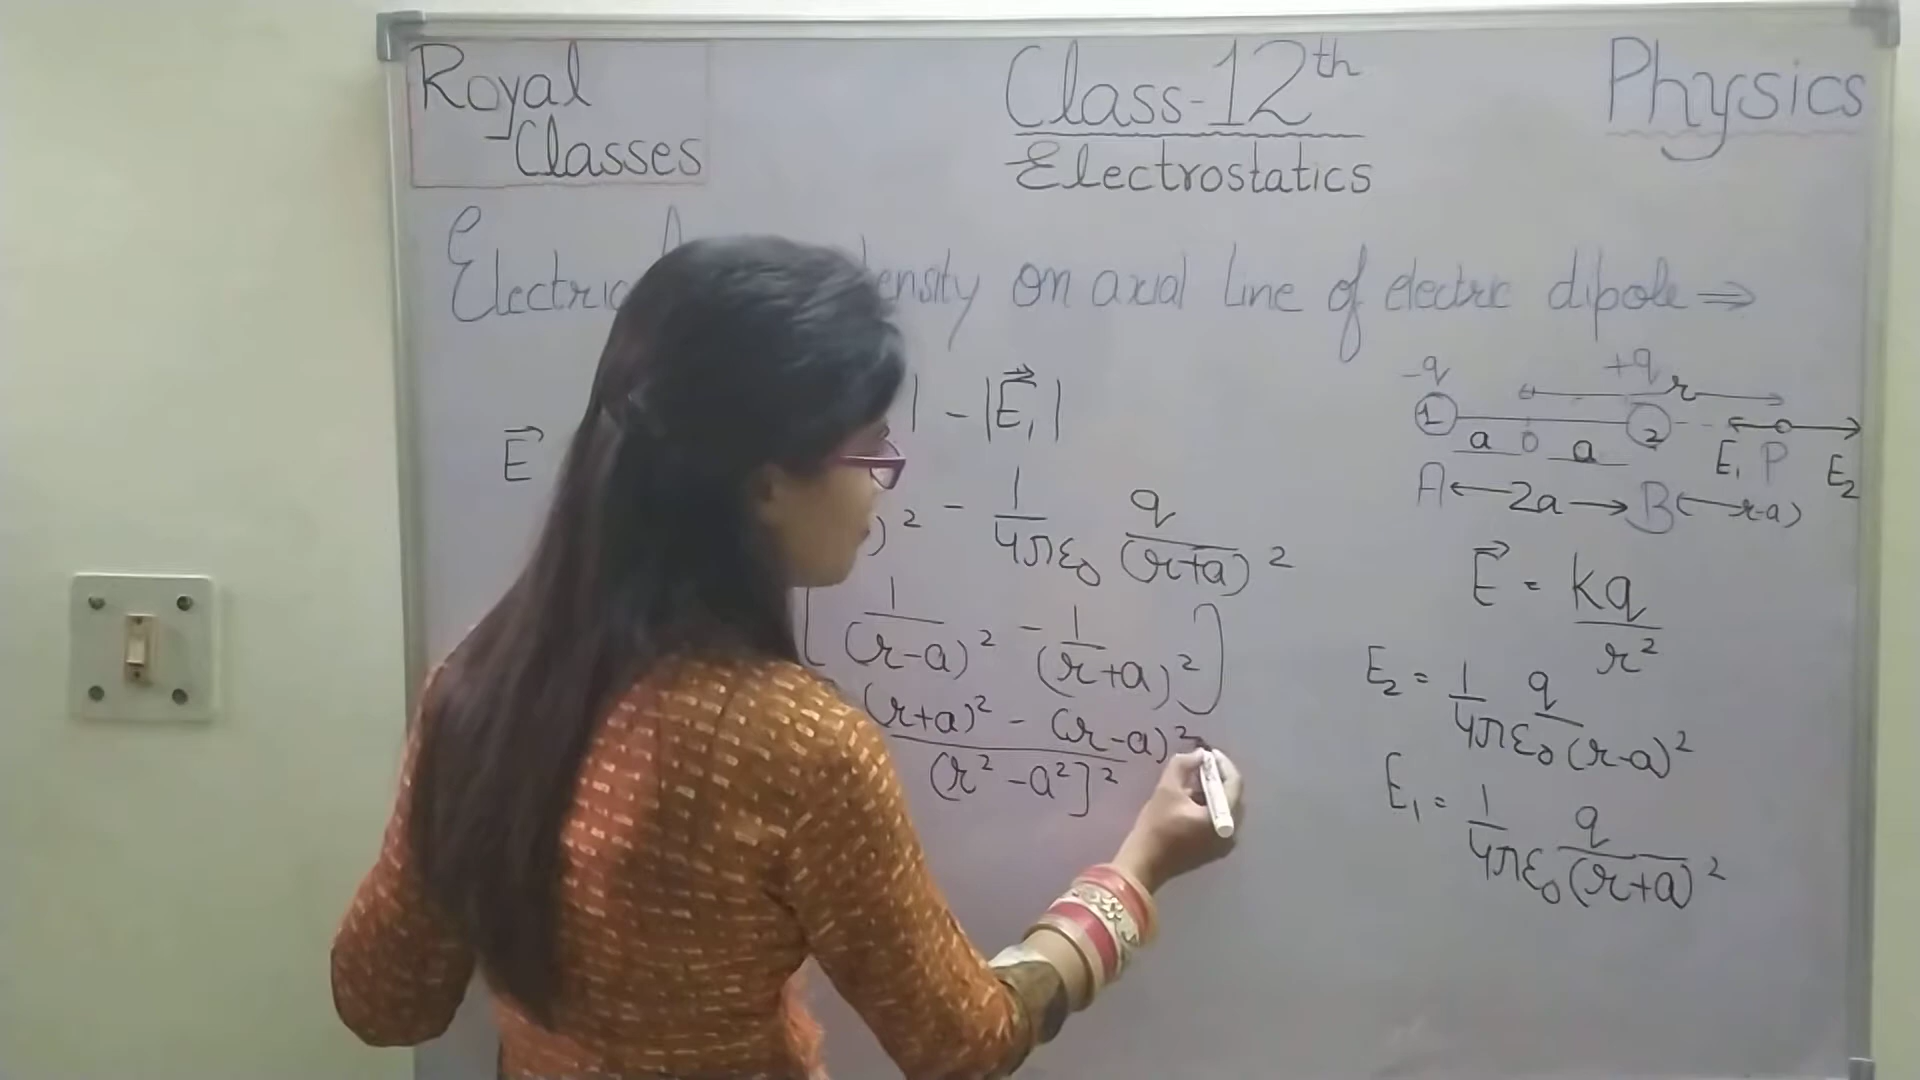 Royal
Classes
Class-12th
Electrostatics
Physics
Electric ensity on axial line of electric dipole ⇒
E⃗ | - |E⃗₁|
)² - 1/4πε₀ q/(r+a)²
[ 1/(r-a)² - 1/(r+a)² ]
(r+a)² - (r-a)²
(r² - a²]²
-q +q r
1 2
a O a E₁ P E₂
A ← 2a → B ← r-a)
E⃗ = kq/r²
E₂ = 1/4πε₀ q/(r-a)²
E₁ = 1/4πε₀ q/(r+a)²